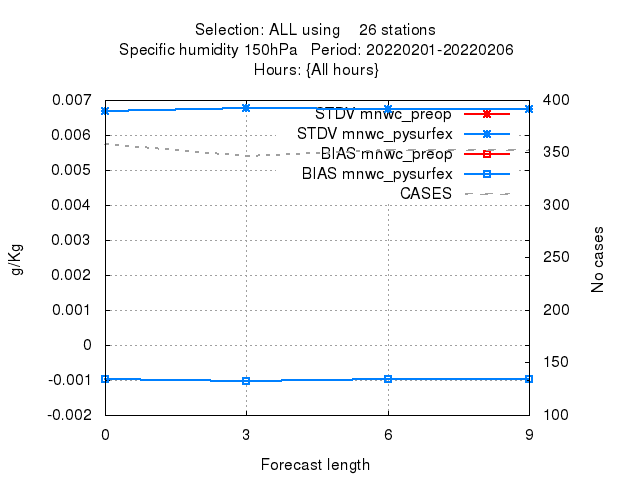 Selection: ALL using 26 stations
Specific humidity 150hPa Period: 20220201-20220206
Hours: {All hours}
0.007
0.006
0.005
0.004
0.003
0.002
0.001
0
-0.001
-0.002
g/Kg
STDV mnwc_preop
STDV mnwc_pysurfex
BIAS mnwc_preop
BIAS mnwc_pysurfex
CASES
400
350
300
250
200
150
100
No cases
0 3 6 9
Forecast length